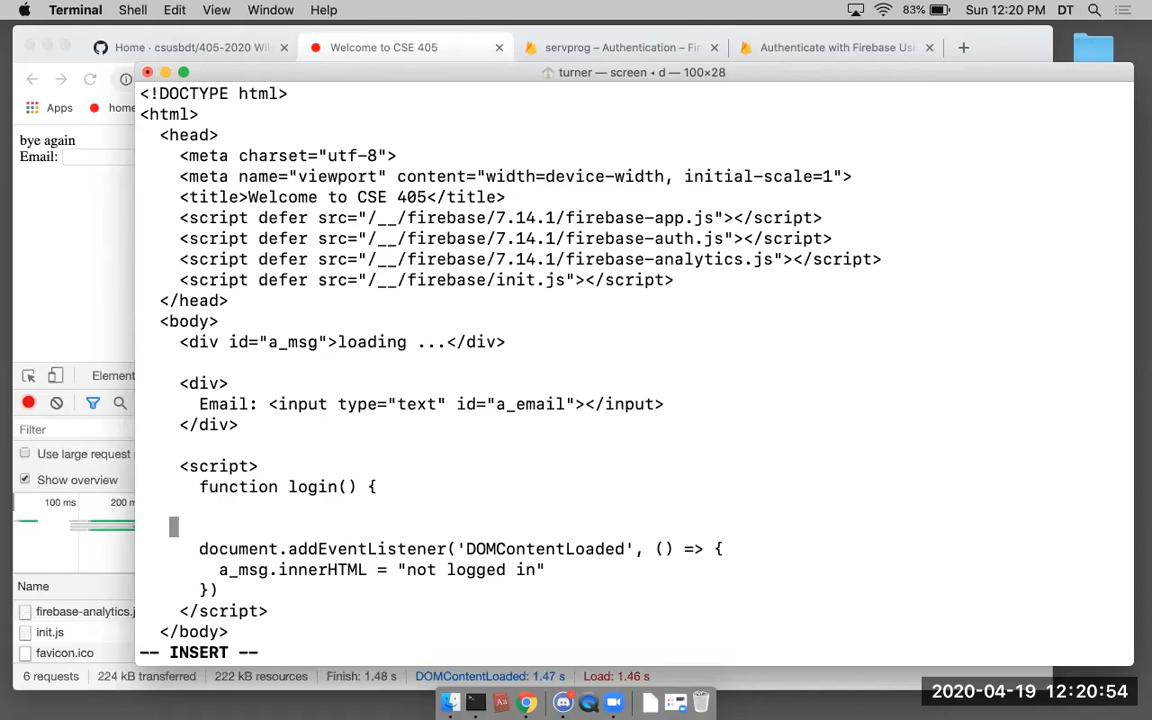 Terminal Shell Edit View Window Help 83% Sun 12:20 PM DT
Home · csusbdt/405-2020 Wil × Welcome to CSE 405 × servprog – Authentication – Fi × Authenticate with Firebase Usi × +
turner — screen • d — 100×28
Apps home
bye again
Email:
<!DOCTYPE html>
<html>
<head>
<meta charset="utf-8">
<meta name="viewport" content="width=device-width, initial-scale=1">
<title>Welcome to CSE 405</title>
<script defer src="/__/firebase/7.14.1/firebase-app.js"></script>
<script defer src="/__/firebase/7.14.1/firebase-auth.js"></script>
<script defer src="/__/firebase/7.14.1/firebase-analytics.js"></script>
<script defer src="/__/firebase/init.js"></script>
</head>
<body>
<div id="a_msg">loading ...</div>
<div>
Email: <input type="text" id="a_email"></input>
</div>
<script>
function login() {
document.addEventListener('DOMContentLoaded', () => {
a_msg.innerHTML = "not logged in"
})
</script>
</body>
-- INSERT --
Element
Filter
Use large request
Show overview
100 ms 200 m
Name
firebase-analytics.j
init.js
favicon.ico
6 requests 224 kB transferred 222 kB resources Finish: 1.48 s DOMContentLoaded: 1.47 s Load: 1.46 s
2020-04-19 12:20:54